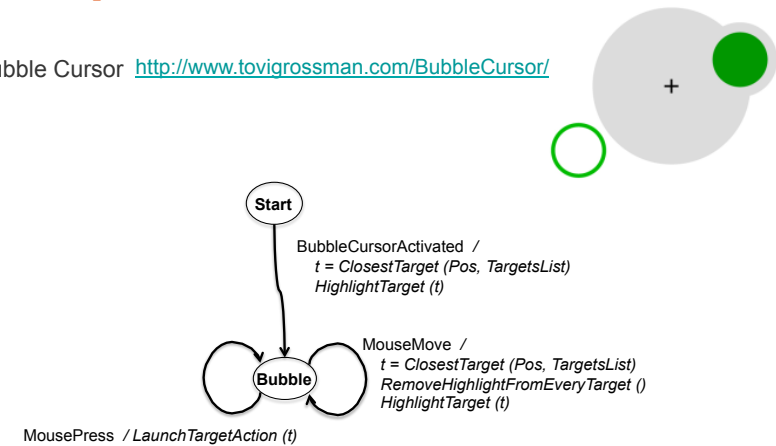 bble Cursor http://www.tovigrossman.com/BubbleCursor/
Start
BubbleCursorActivated /
t = ClosestTarget (Pos, TargetsList)
HighlightTarget (t)
MouseMove /
t = ClosestTarget (Pos, TargetsList)
RemoveHighlightFromEveryTarget ()
HighlightTarget (t)
Bubble
MousePress / LaunchTargetAction (t)